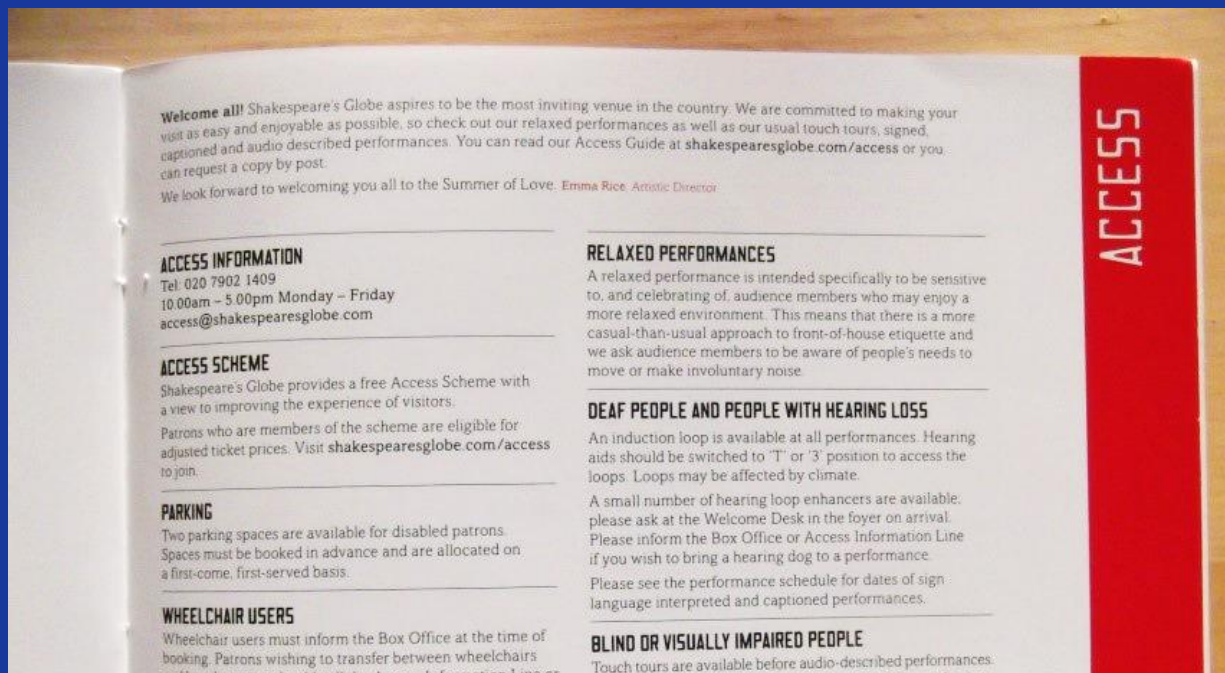 Welcome all! Shakespeare's Globe aspires to be the most inviting venue in the country. We are committed to making your
visit as easy and enjoyable as possible, so check out our relaxed performances as well as our usual touch tours, signed,
captioned and audio described performances. You can read our Access Guide at shakespearesglobe.com/access or you
can request a copy by post.
We look forward to welcoming you all to the Summer of Love. Emma Rice Artistic Director
ACCESS INFORMATION
Tel: 020 7902 1409
10.00am – 5.00pm Monday – Friday
access@shakespearesglobe.com
ACCESS SCHEME
Shakespeare's Globe provides a free Access Scheme with
a view to improving the experience of visitors.
Patrons who are members of the scheme are eligible for
adjusted ticket prices. Visit shakespearesglobe.com/access
to join.
PARKING
Two parking spaces are available for disabled patrons.
Spaces must be booked in advance and are allocated on
a first-come, first-served basis.
WHEELCHAIR USERS
Wheelchair users must inform the Box Office at the time of
booking. Patrons wishing to transfer between wheelchairs
RELAXED PERFORMANCES
A relaxed performance is intended specifically to be sensitive
to, and celebrating of, audience members who may enjoy a
more relaxed environment. This means that there is a more
casual-than-usual approach to front-of-house etiquette and
we ask audience members to be aware of people's needs to
move or make involuntary noise.
DEAF PEOPLE AND PEOPLE WITH HEARING LOSS
An induction loop is available at all performances. Hearing
aids should be switched to 'T' or '3' position to access the
loops. Loops may be affected by climate.
A small number of hearing loop enhancers are available,
please ask at the Welcome Desk in the foyer on arrival.
Please inform the Box Office or Access Information Line
if you wish to bring a hearing dog to a performance.
Please see the performance schedule for dates of sign
language interpreted and captioned performances.
BLIND OR VISUALLY IMPAIRED PEOPLE
Touch tours are available before audio-described performances.
ACCESS